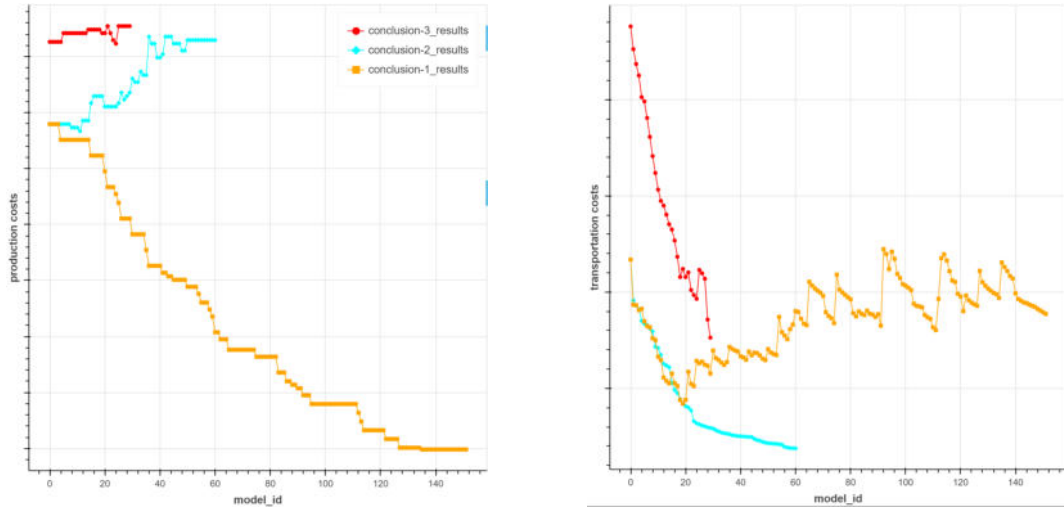 conclusion-3_results
conclusion-2_results
conclusion-1_results
production costs
0 20 40 60 80 100 120 140
model_id
transportation costs
0 20 40 60 80 100 120 140
model_id